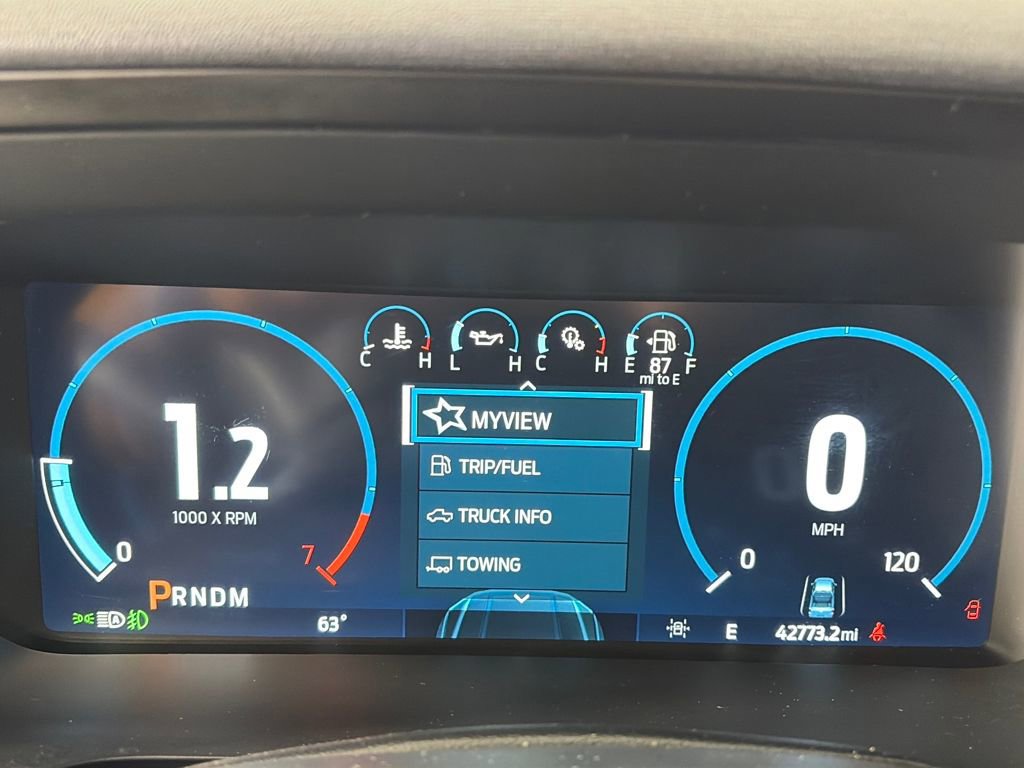 C H
L H
C H
E F
87
mi to E
MYVIEW
TRIP/FUEL
TRUCK INFO
TOWING
1.2
1000 X RPM
0
7
PRNDM
A
63°
0
MPH
0
120
E
42773.2mi